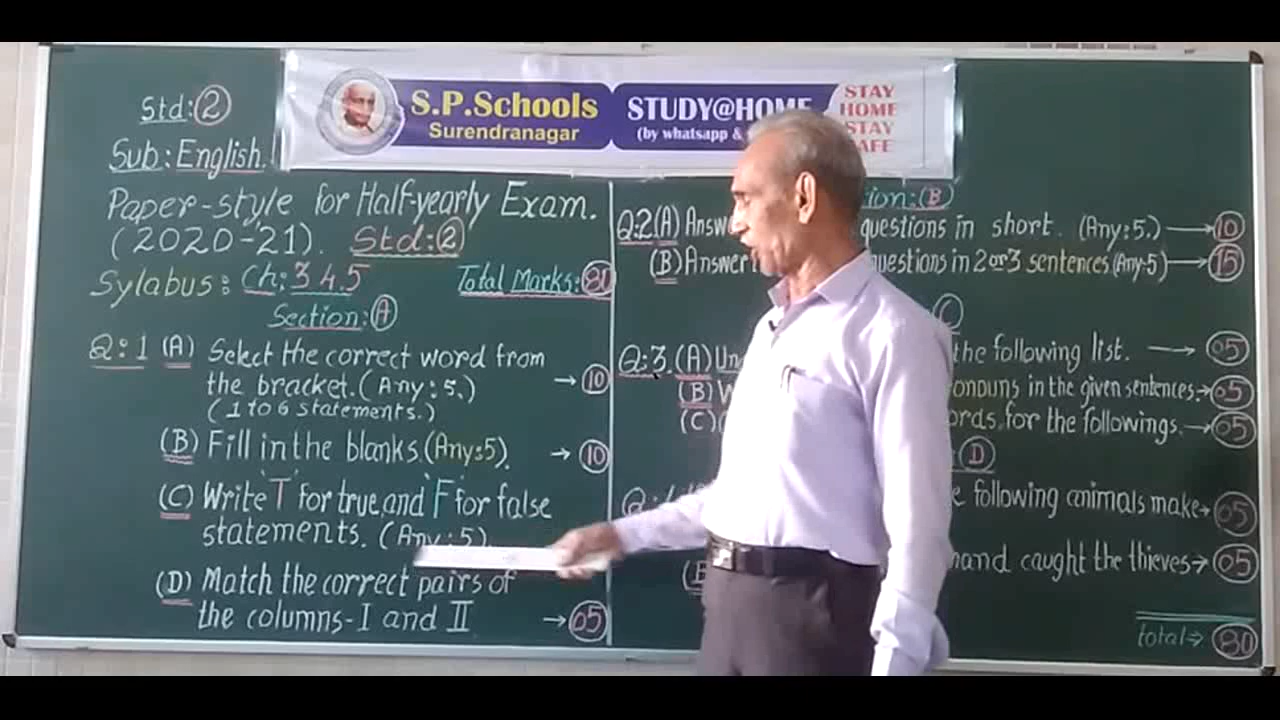 S.P.Schools
Surendranagar
STUDY@HOME
(by whatsapp &
STAY
HOME
STAY
SAFE
Std: 2
Sub: English.
Paper-style for Half-yearly Exam.
(2020-21). Std: 2
Sylabus: Ch: 3 4.5 Total Marks: 80
Section: A
Q:1 (A) Select the correct word from
the bracket. (Any: 5.) → 10
(1 to 6 statements.)
(B) Fill in the blanks. (Any: 5). → 10
(C) Write 'T' for true, and 'F' for false
statements. (Any: 5)
(D) Match the correct pairs of
the columns-I and II → 05
(B)
Q:2 (A) questions in short. (Any: 5.) → 10
(B) Answer questions in 2 or 3 sentences. (Any-5) → 15
C
Q:3. (A) the following list. → 05
(B) in the given sentences. → 05
(C) for the followings. → 05
D
following animals make → 05
caught the thieves → 05
total → 80